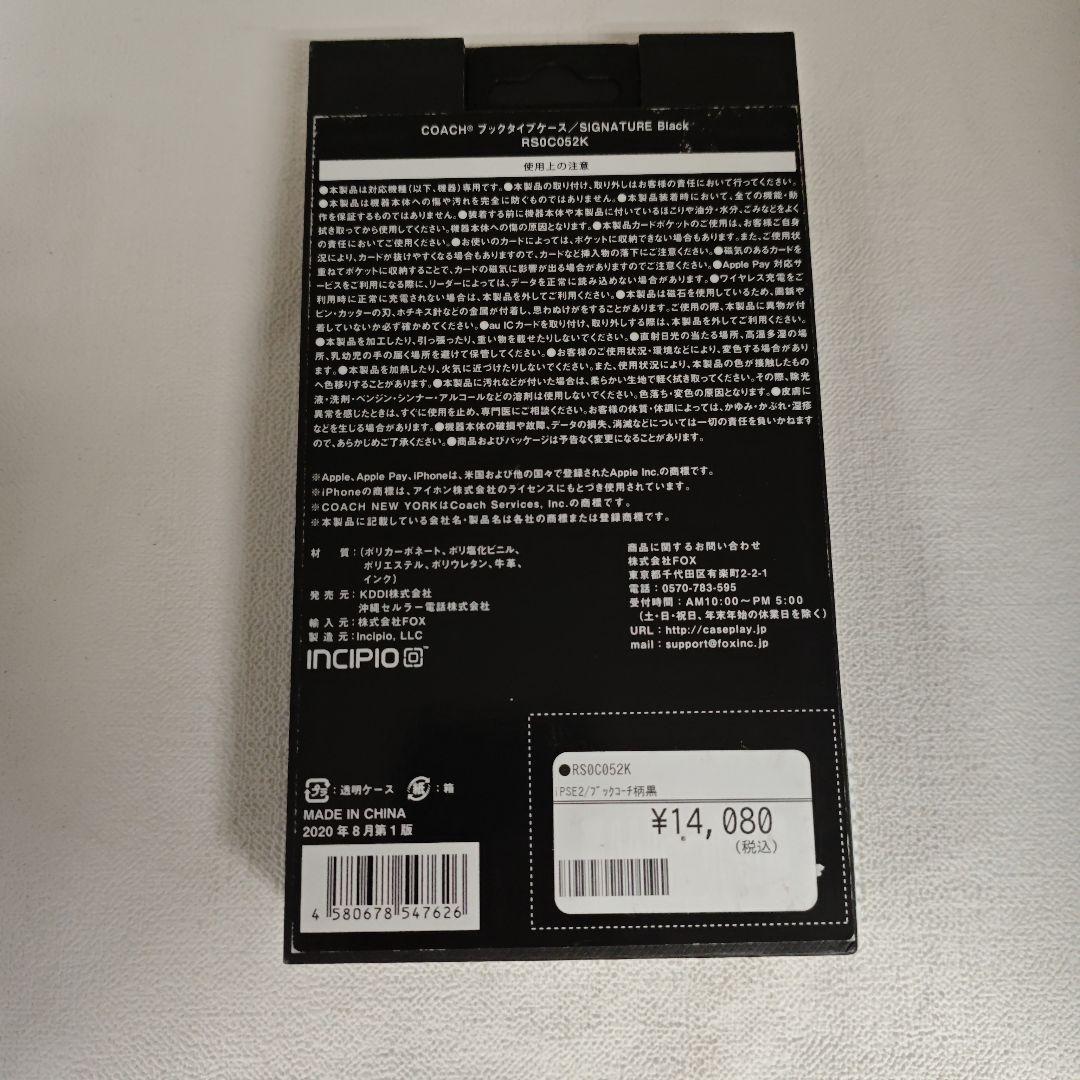 COACH® ブックタイプケース／SIGNATURE Black
RS0C052K
使用上の注意
●本製品は対応機種(以下、機器)専用です。●本製品の取り付け、取り外しはお客様の責任において行ってください。
●本製品は機器本体への傷や汚れを完全に防ぐものではありません。●本製品装着時において、全ての機能・動
作を保証するものではありません。●装着する前に機器本体や本製品に付いているほこりや油分・水分、ごみなどをよく
拭き取ってから使用してください。機器本体への傷の原因となります。●本製品カードポケットのご使用は、お客様ご自身
の責任においてご使用ください。●お使いのカードによっては、ポケットに収納できない場合もあります。また、ご使用状
況により、カードが抜けやすくなる場合もありますので、カードなど挿入物の落下にご注意ください。●磁気のあるカードを
重ねてポケットに収納することで、カードの磁気に影響が出る場合がありますのでご注意ください。●Apple Pay 対応サ
ービスをご利用になる際に、リーダーによっては、データを正常に読み込めない場合があります。●ワイヤレス充電をご
利用時に正常に充電されない場合は、本製品を外してご利用ください。●本製品は磁石を使用しているため、画鋲や
ピン・カッターの刃、ホチキス針などの金属が付着し、思わぬけがをすることがあります。ご使用の際、本製品に異物が付
着していないか必ず確かめてください。●au ICカードを取り付け、取り外しする際は、本製品を外してご利用ください。
●本製品を加工したり、引っ張ったり、重い物を載せたりしないでください。●直射日光の当たる場所、高温多湿の場
所、乳幼児の手の届く場所を避けて保管してください。●お客様のご使用状況・環境などにより、変色する場合があり
ます。●本製品を加熱したり、火気に近づけたりしないでください。また、使用状況により、本製品の色が接触したもの
へ色移りすることがあります。●本製品に汚れなどが付いた場合は、柔らかい生地で軽く拭き取ってください。その際、除光
液・洗剤・ベンジン・シンナー・アルコールなどの溶剤は使用しないでください。色落ち・変色の原因となります。●皮膚に
異常を感じたときは、すぐに使用を止め、専門医にご相談ください。お客様の体質・体調によっては、かゆみ・かぶれ・湿疹
などを生じる場合があります。●機器本体の破損や故障、データの損失、消滅などについては一切の責任を負いかねます
ので、あらかじめご了承ください。●商品およびパッケージは予告なく変更になることがあります。
※Apple、Apple Pay、iPhoneは、米国および他の国々で登録されたApple Inc.の商標です。
※iPhoneの商標は、アイホン株式会社のライセンスにもとづき使用されています。
※COACH NEW YORKはCoach Services, Inc.の商標です。
※本製品に記載している会社名・製品名は各社の商標または登録商標です。
材 質：(ポリカーボネート、ポリ塩化ビニル、
ポリエステル、ポリウレタン、牛革、
インク)
発 売 元：KDDI株式会社
沖縄セルラー電話株式会社
輸 入 元：株式会社FOX
製 造 元：Incipio, LLC
INCIPIO™
商品に関するお問い合わせ
株式会社FOX
東京都千代田区有楽町2-2-1
電話：0570-783-595
受付時間：AM10:00～PM 5:00
（土・日・祝日、年末年始の休業日を除く）
URL：http://caseplay.jp
mail：support@foxinc.jp
プラ：透明ケース 紙：箱
MADE IN CHINA
2020 年 8 月第 1 版
4 580678 547626
●RS0C052K
iPSE2/ブックコーチ柄黒
¥14,080
(税込)